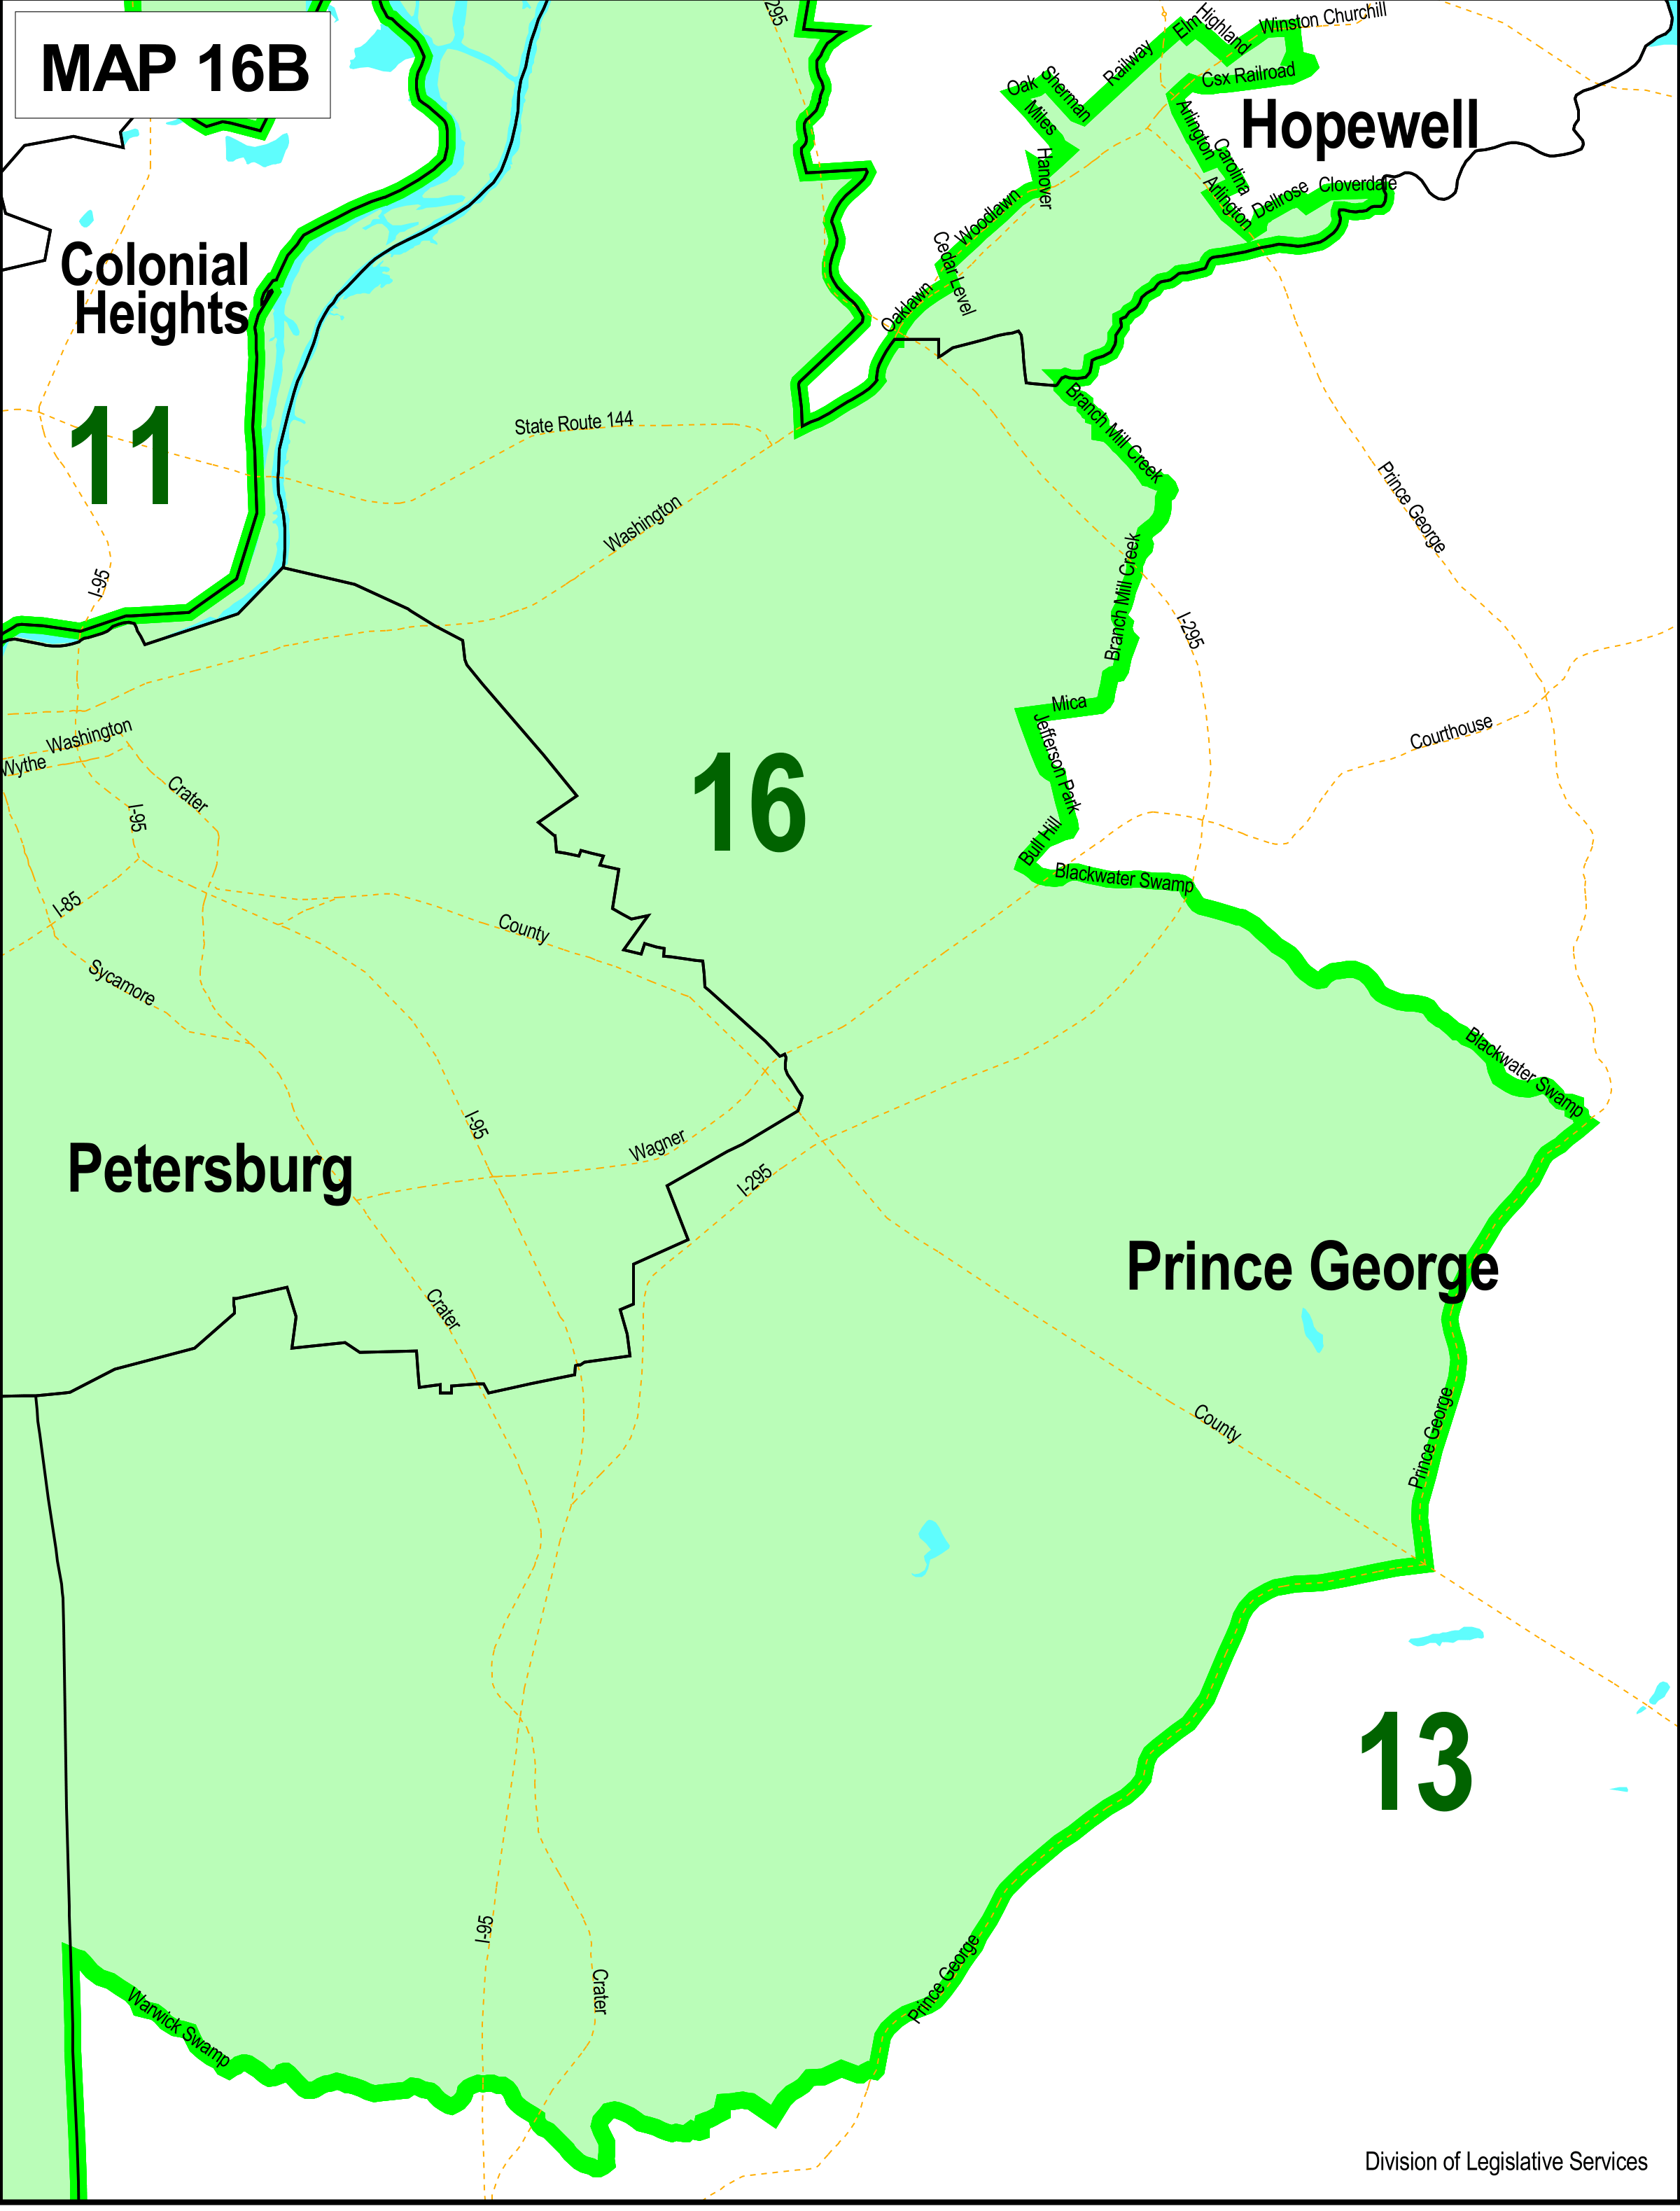 MAP 16B
295
Elm
Highland
Winston Churchill
Railway
Csx Railroad
Oak
Sherman
Miles
Arlington
Hopewell
Hanover
Carolina
Arlington
Dellrose
Cloverdale
Woodlawn
Cedar Level
Oaklawn
Colonial
Heights
11
State Route 144
Branch Mill Creek
Washington
Prince George
I-95
Branch Mill Creek
I-295
Mica
Jefferson Park
Washington
Wythe
Crater
I-95
16
Courthouse
Bull Hill
Blackwater Swamp
I-85
County
Sycamore
Blackwater Swamp
I-95
Wagner
I-295
Petersburg
Prince George
Crater
County
Prince George
13
I-95
Crater
Prince George
Warwick Swamp
Division of Legislative Services